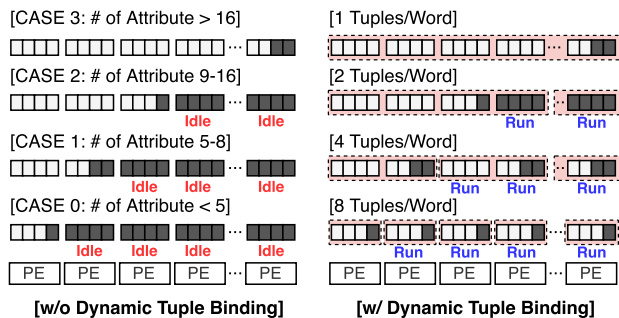 [CASE 3: # of Attribute > 16]
[1 Tuples/Word]
...
...
[CASE 2: # of Attribute 9-16]
[2 Tuples/Word]
...
...
Idle Idle
Run Run
[CASE 1: # of Attribute 5-8]
[4 Tuples/Word]
...
...
Idle Idle Idle
Run Run Run
[CASE 0: # of Attribute < 5]
[8 Tuples/Word]
...
...
Idle Idle Idle Idle
Run Run Run Run
PE PE PE PE ... PE
PE PE PE PE ... PE
[w/o Dynamic Tuple Binding]
[w/ Dynamic Tuple Binding]